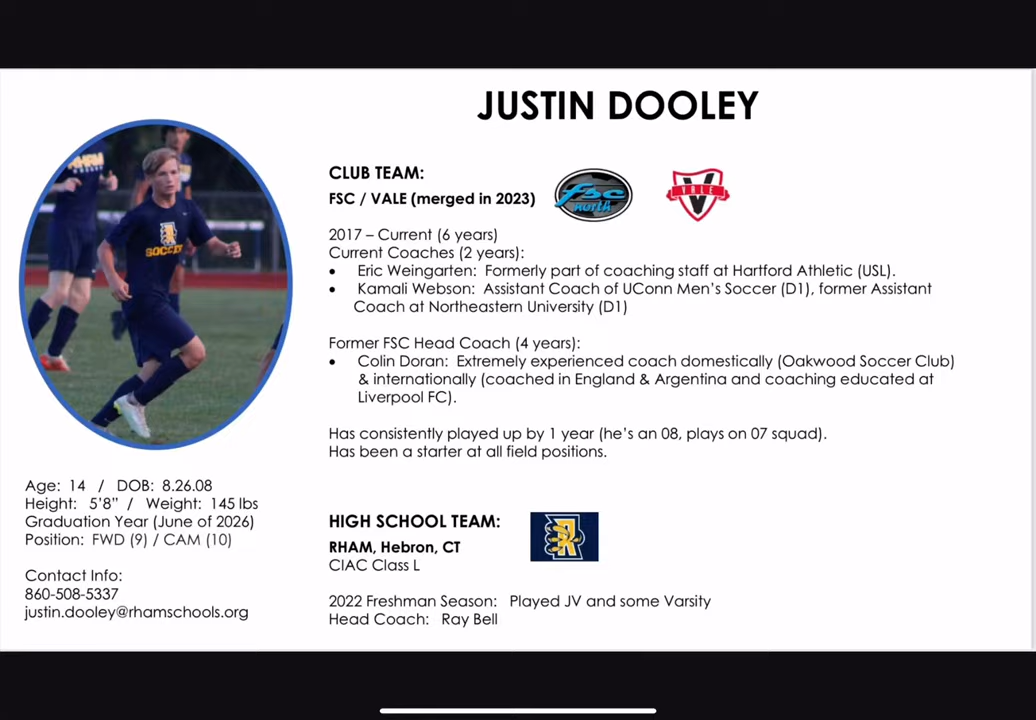 JUSTIN DOOLEY
CLUB TEAM:
FSC / VALE (merged in 2023)
fsc
NORTH
VALE
V
2017 – Current (6 years)
Current Coaches (2 years):
• Eric Weingarten: Formerly part of coaching staff at Hartford Athletic (USL).
• Kamali Webson: Assistant Coach of UConn Men's Soccer (D1), former Assistant
Coach at Northeastern University (D1)
Former FSC Head Coach (4 years):
• Colin Doran: Extremely experienced coach domestically (Oakwood Soccer Club)
& internationally (coached in England & Argentina and coaching educated at
Liverpool FC).
Has consistently played up by 1 year (he's an 08, plays on 07 squad).
Has been a starter at all field positions.
R
SOCCER
Age: 14 / DOB: 8.26.08
Height: 5'8" / Weight: 145 lbs
Graduation Year (June of 2026)
Position: FWD (9) / CAM (10)
Contact Info:
860-508-5337
justin.dooley@rhamschools.org
HIGH SCHOOL TEAM:
RHAM, Hebron, CT
CIAC Class L
R
2022 Freshman Season: Played JV and some Varsity
Head Coach: Ray Bell